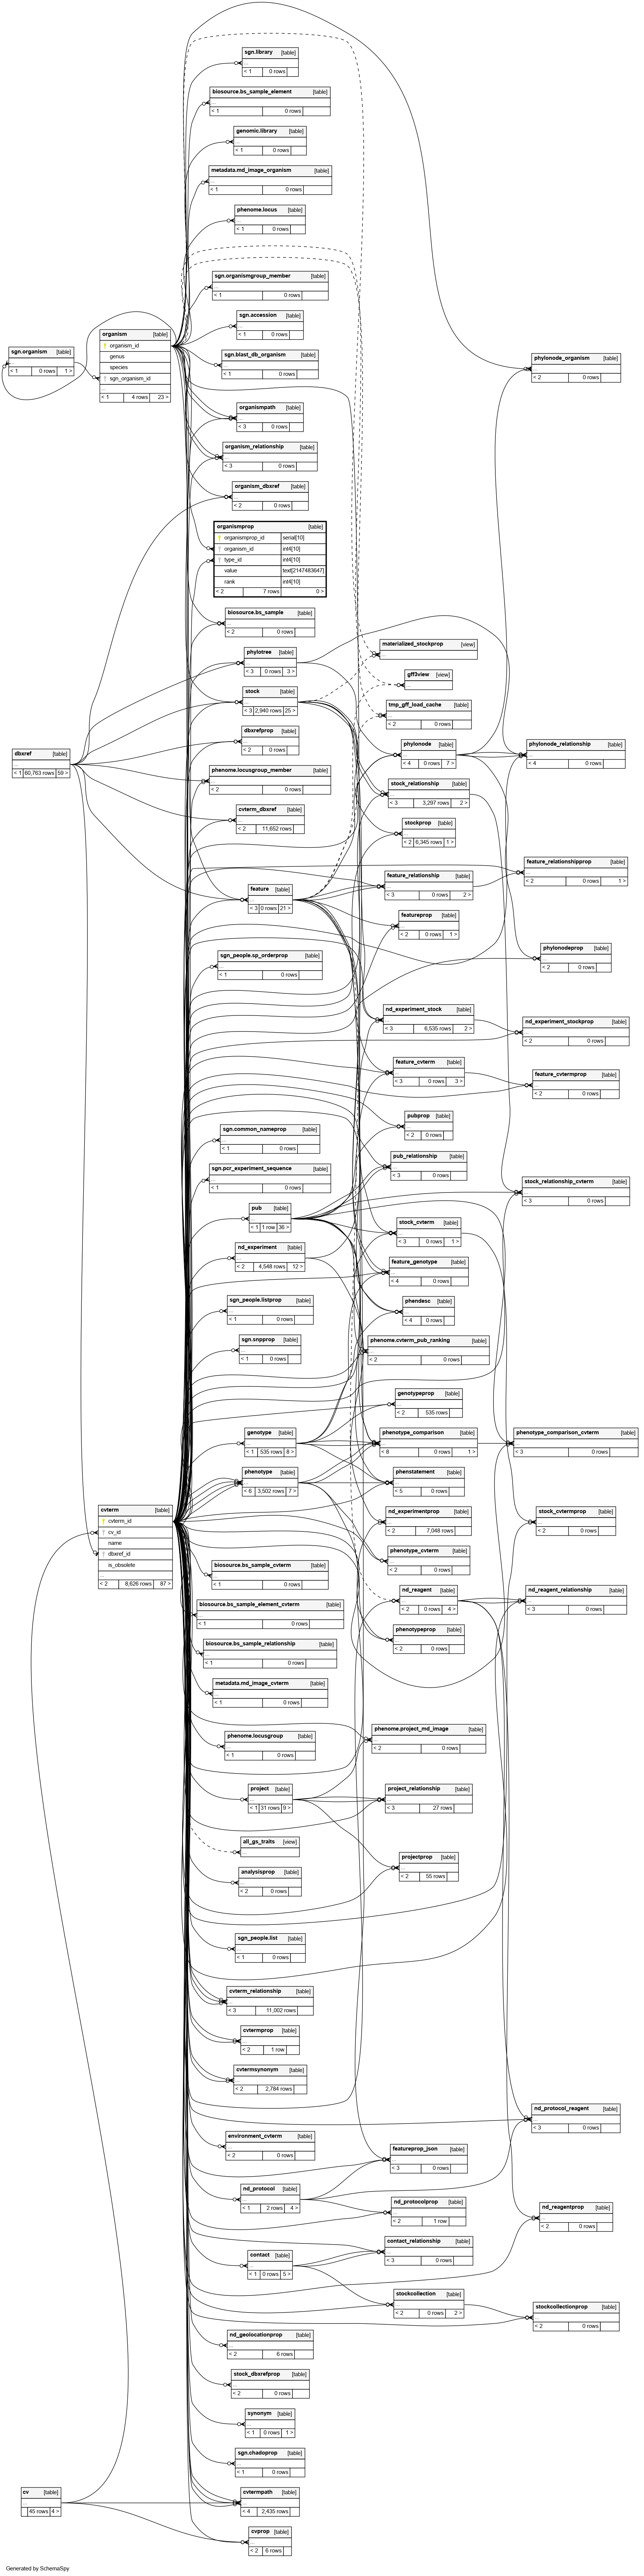 sgn.library [table]
...
< 1 0 rows
biosource.bs_sample_element [table]
...
< 1 0 rows
genomic.library [table]
...
< 1 0 rows
metadata.md_image_organism [table]
...
< 1 0 rows
phenome.locus [table]
...
< 1 0 rows
sgn.organismgroup_member [table]
...
< 1 0 rows
sgn.accession [table]
...
< 1 0 rows
organism [table]
organism_id
genus
species
sgn_organism_id
...
< 1 4 rows 23 >
sgn.organism [table]
...
< 1 0 rows 1 >
sgn.blast_db_organism [table]
...
< 1 0 rows
phylonode_organism [table]
...
< 2 0 rows
organismpath [table]
...
< 3 0 rows
organism_relationship [table]
...
< 3 0 rows
organism_dbxref [table]
...
< 2 0 rows
organismprop [table]
organismprop_id serial[10]
organism_id int4[10]
type_id int4[10]
value text[2147483647]
rank int4[10]
< 2 7 rows 0 >
biosource.bs_sample [table]
...
< 2 0 rows
materialized_stockprop [view]
...
phylotree [table]
...
< 3 0 rows 3 >
gff3view [view]
...
stock [table]
...
< 3 2,940 rows 25 >
tmp_gff_load_cache [table]
...
< 2 0 rows
dbxrefprop [table]
...
< 2 0 rows
phylonode [table]
...
< 4 0 rows 7 >
phylonode_relationship [table]
...
< 4 0 rows
dbxref [table]
...
< 1 60,763 rows 59 >
phenome.locusgroup_member [table]
...
< 2 0 rows
stock_relationship [table]
...
< 3 3,297 rows 2 >
cvterm_dbxref [table]
...
< 2 11,652 rows
stockprop [table]
...
< 2 6,345 rows 1 >
feature_relationshipprop [table]
...
< 2 0 rows 1 >
feature_relationship [table]
...
< 3 0 rows 2 >
feature [table]
...
< 3 0 rows 21 >
featureprop [table]
...
< 2 0 rows 1 >
phylonodeprop [table]
...
< 2 0 rows
sgn_people.sp_orderprop [table]
...
< 1 0 rows
nd_experiment_stock [table]
...
< 3 6,535 rows 2 >
nd_experiment_stockprop [table]
...
< 2 0 rows
feature_cvterm [table]
...
< 3 0 rows 3 >
feature_cvtermprop [table]
...
< 2 0 rows
pubprop [table]
...
< 2 0 rows
sgn.common_nameprop [table]
...
< 1 0 rows
pub_relationship [table]
...
< 3 0 rows
sgn.pcr_experiment_sequence [table]
...
< 1 0 rows
stock_relationship_cvterm [table]
...
< 3 0 rows
pub [table]
...
< 1 1 row 36 >
stock_cvterm [table]
...
< 3 0 rows 1 >
nd_experiment [table]
...
< 2 4,548 rows 12 >
feature_genotype [table]
...
< 4 0 rows
sgn_people.listprop [table]
...
< 1 0 rows
phendesc [table]
...
< 4 0 rows
sgn.snpprop [table]
...
< 1 0 rows
phenome.cvterm_pub_ranking [table]
...
< 2 0 rows
genotypeprop [table]
...
< 2 535 rows
genotype [table]
...
< 1 535 rows 8 >
phenotype_comparison [table]
...
< 8 0 rows 1 >
phenotype_comparison_cvterm [table]
...
< 3 0 rows
phenotype [table]
...
< 6 3,502 rows 7 >
phenstatement [table]
...
< 5 0 rows
cvterm [table]
cvterm_id
cv_id
name
dbxref_id
is_obsolete
...
< 2 8,626 rows 87 >
nd_experimentprop [table]
...
< 2 7,048 rows
stock_cvtermprop [table]
...
< 2 0 rows
phenotype_cvterm [table]
...
< 2 0 rows
biosource.bs_sample_cvterm [table]
...
< 1 0 rows
nd_reagent [table]
...
< 2 0 rows 4 >
nd_reagent_relationship [table]
...
< 3 0 rows
biosource.bs_sample_element_cvterm [table]
...
< 1 0 rows
phenotypeprop [table]
...
< 2 0 rows
biosource.bs_sample_relationship [table]
...
< 1 0 rows
metadata.md_image_cvterm [table]
...
< 1 0 rows
phenome.locusgroup [table]
...
< 1 0 rows
phenome.project_md_image [table]
...
< 2 0 rows
project [table]
...
< 1 31 rows 9 >
project_relationship [table]
...
< 3 27 rows
all_gs_traits [view]
...
projectprop [table]
...
< 2 55 rows
analysisprop [table]
...
< 2 0 rows
sgn_people.list [table]
...
< 1 0 rows
cvterm_relationship [table]
...
< 3 11,002 rows
cvtermprop [table]
...
< 2 1 row
cvtermsynonym [table]
...
< 2 2,784 rows
nd_protocol_reagent [table]
...
< 3 0 rows
environment_cvterm [table]
...
< 2 0 rows
featureprop_json [table]
...
< 3 0 rows
nd_protocol [table]
...
< 1 2 rows 4 >
nd_protocolprop [table]
...
< 2 1 row
nd_reagentprop [table]
...
< 2 0 rows
contact [table]
...
< 1 0 rows 5 >
contact_relationship [table]
...
< 3 0 rows
stockcollection [table]
...
< 2 0 rows 2 >
stockcollectionprop [table]
...
< 2 0 rows
nd_geolocationprop [table]
...
< 2 6 rows
stock_dbxrefprop [table]
...
< 2 0 rows
synonym [table]
...
< 1 0 rows 1 >
sgn.chadoprop [table]
...
< 1 0 rows
cv [table]
...
45 rows 4 >
cvtermpath [table]
...
< 4 2,435 rows
cvprop [table]
...
< 2 6 rows
Generated by SchemaSpy